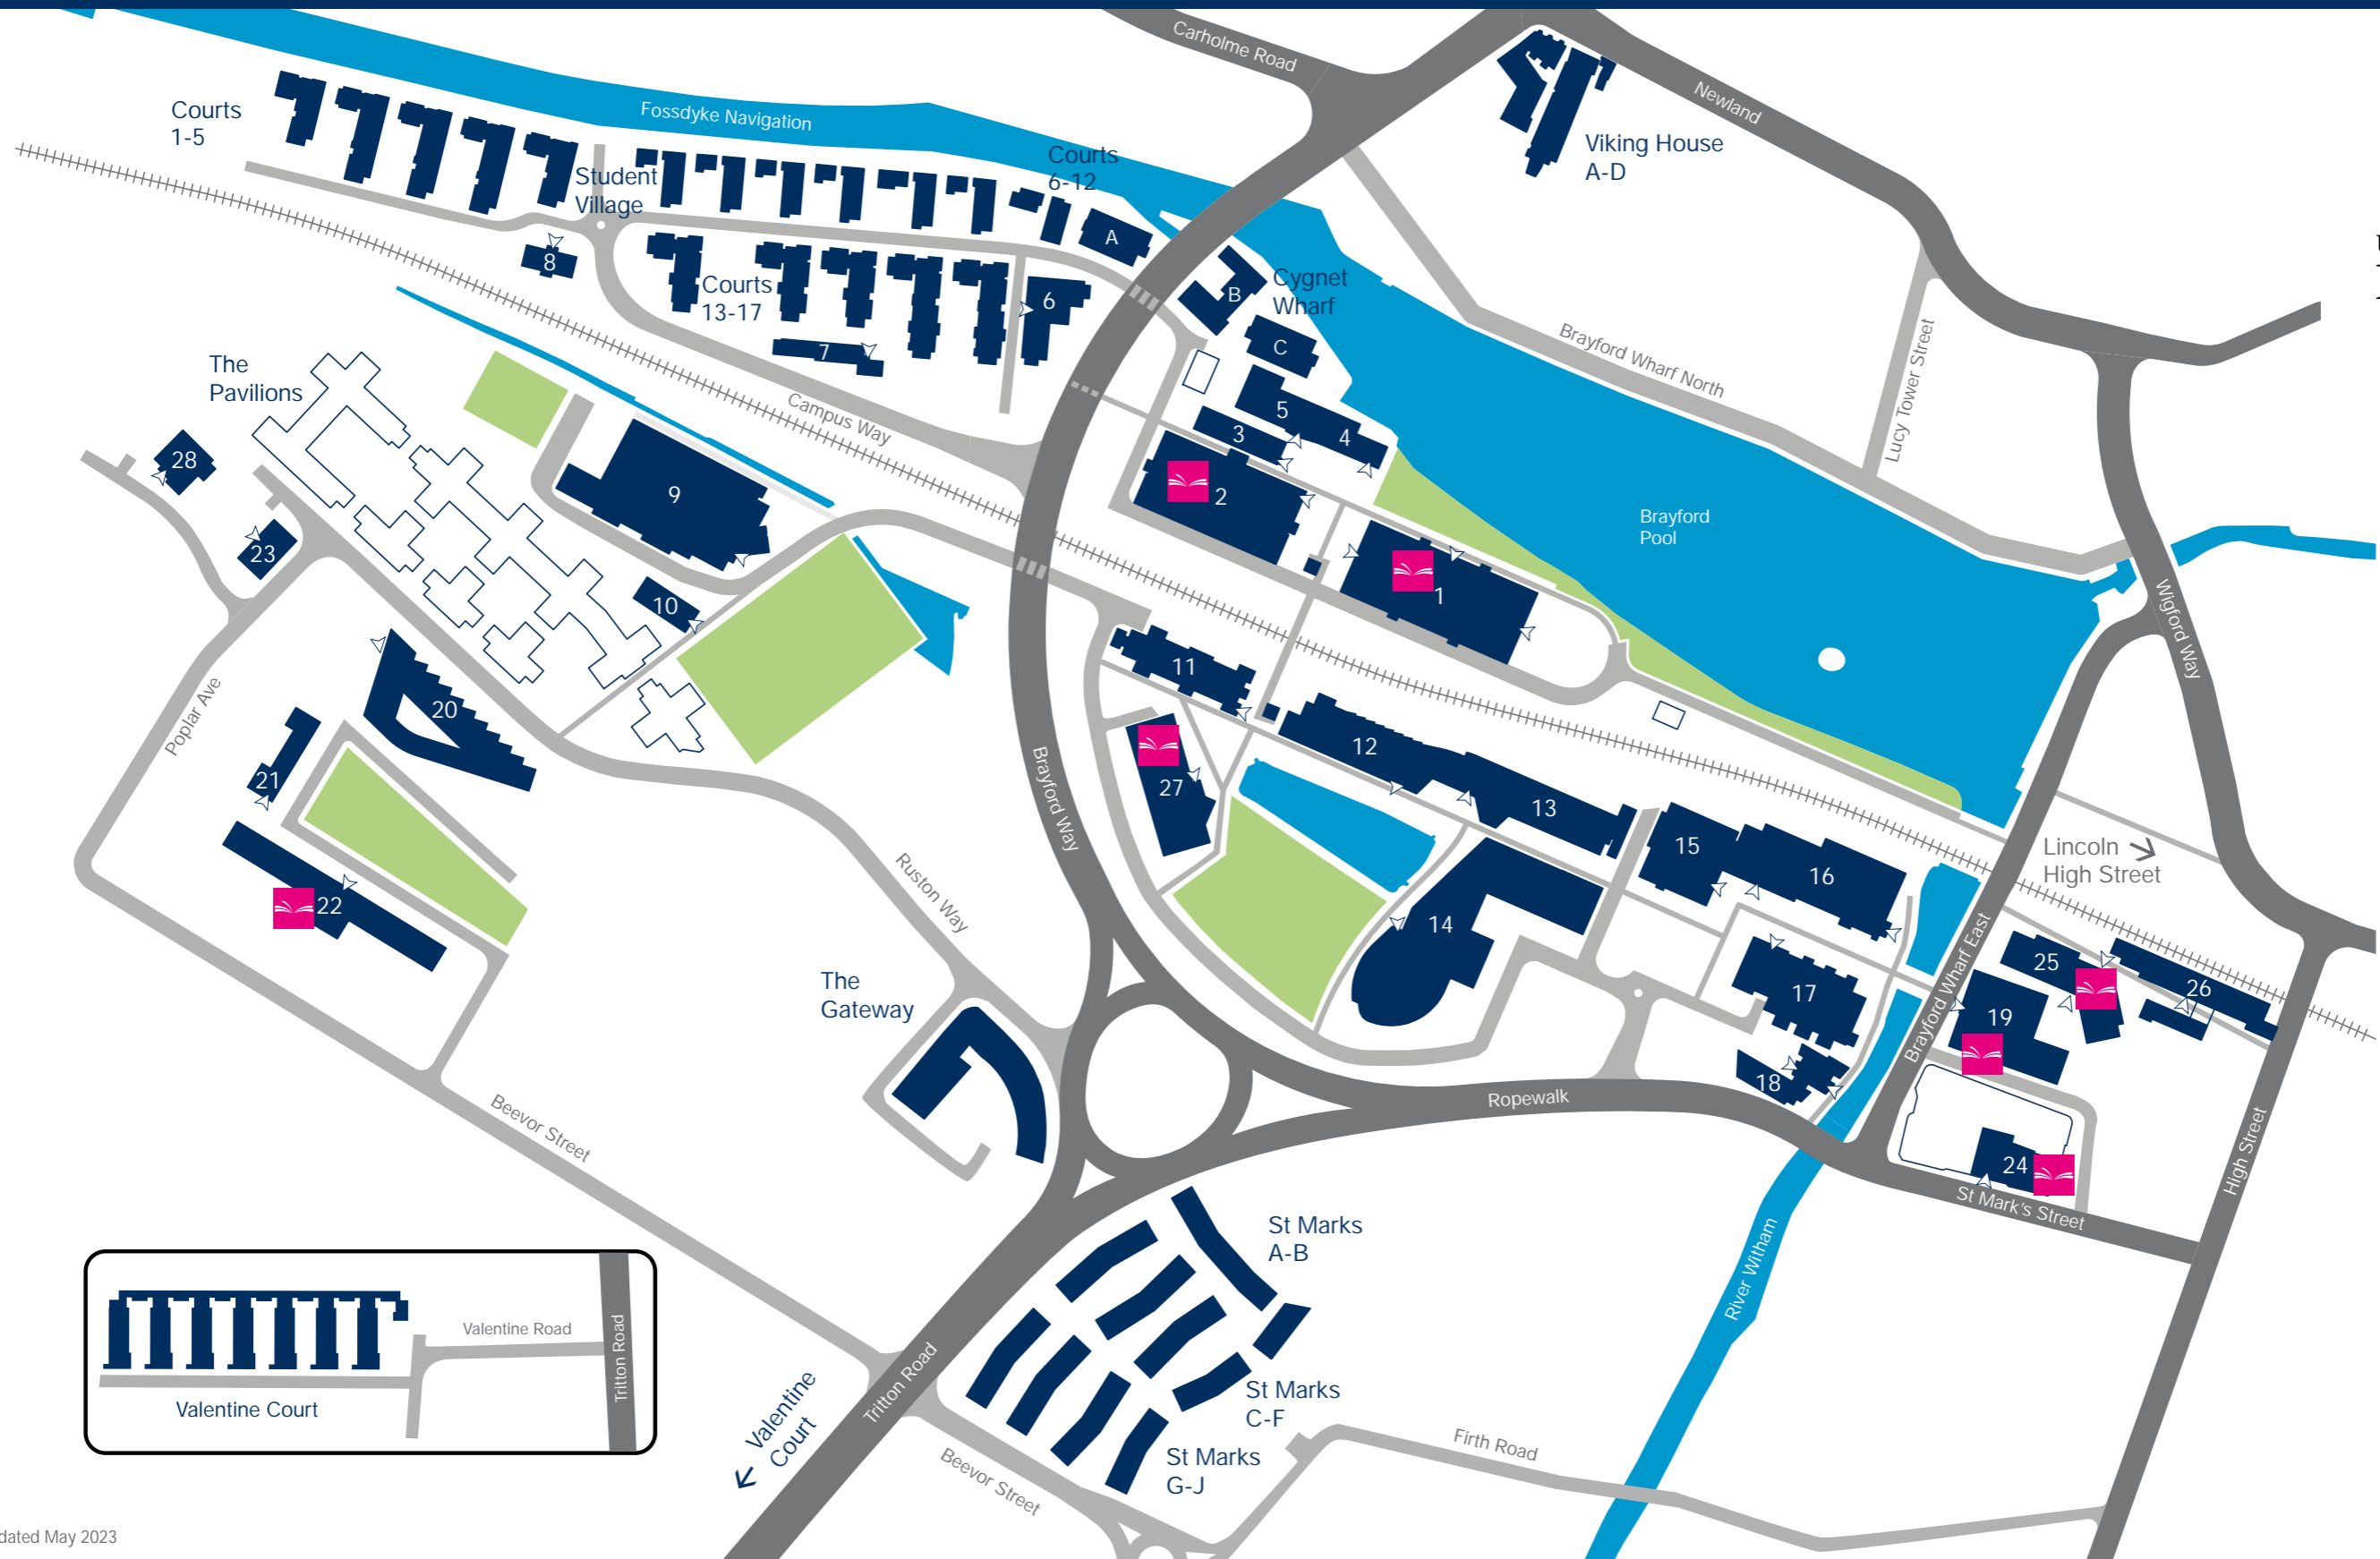 Carholme Road
Newland
Courts
1-5
Fossdyke Navigation
Viking House
A-D
Courts
6-12
Student
Village
A
8
Cygnet
Wharf
B
Courts
13-17
6
C
7
Brayford Wharf North
Lucy Tower Street
The
Pavilions
Campus Way
5
3
4
28
9
2
Brayford
Pool
23
10
1
Wigford Way
11
Poplar Ave
20
12
21
27
Brayford Way
13
15
16
Lincoln
High Street
22
Ruston Way
14
25
26
17
19
Brayford Wharf East
The
Gateway
18
Ropewalk
Beevor Street
24
High Street
St Mark's Street
St Marks
A-B
River Witham
Valentine Road
Tritton Road
Valentine Court
Tritton Road
Valentine
Court
St Marks
C-F
St Marks
G-J
Beevor Street
Firth Road
May 2023